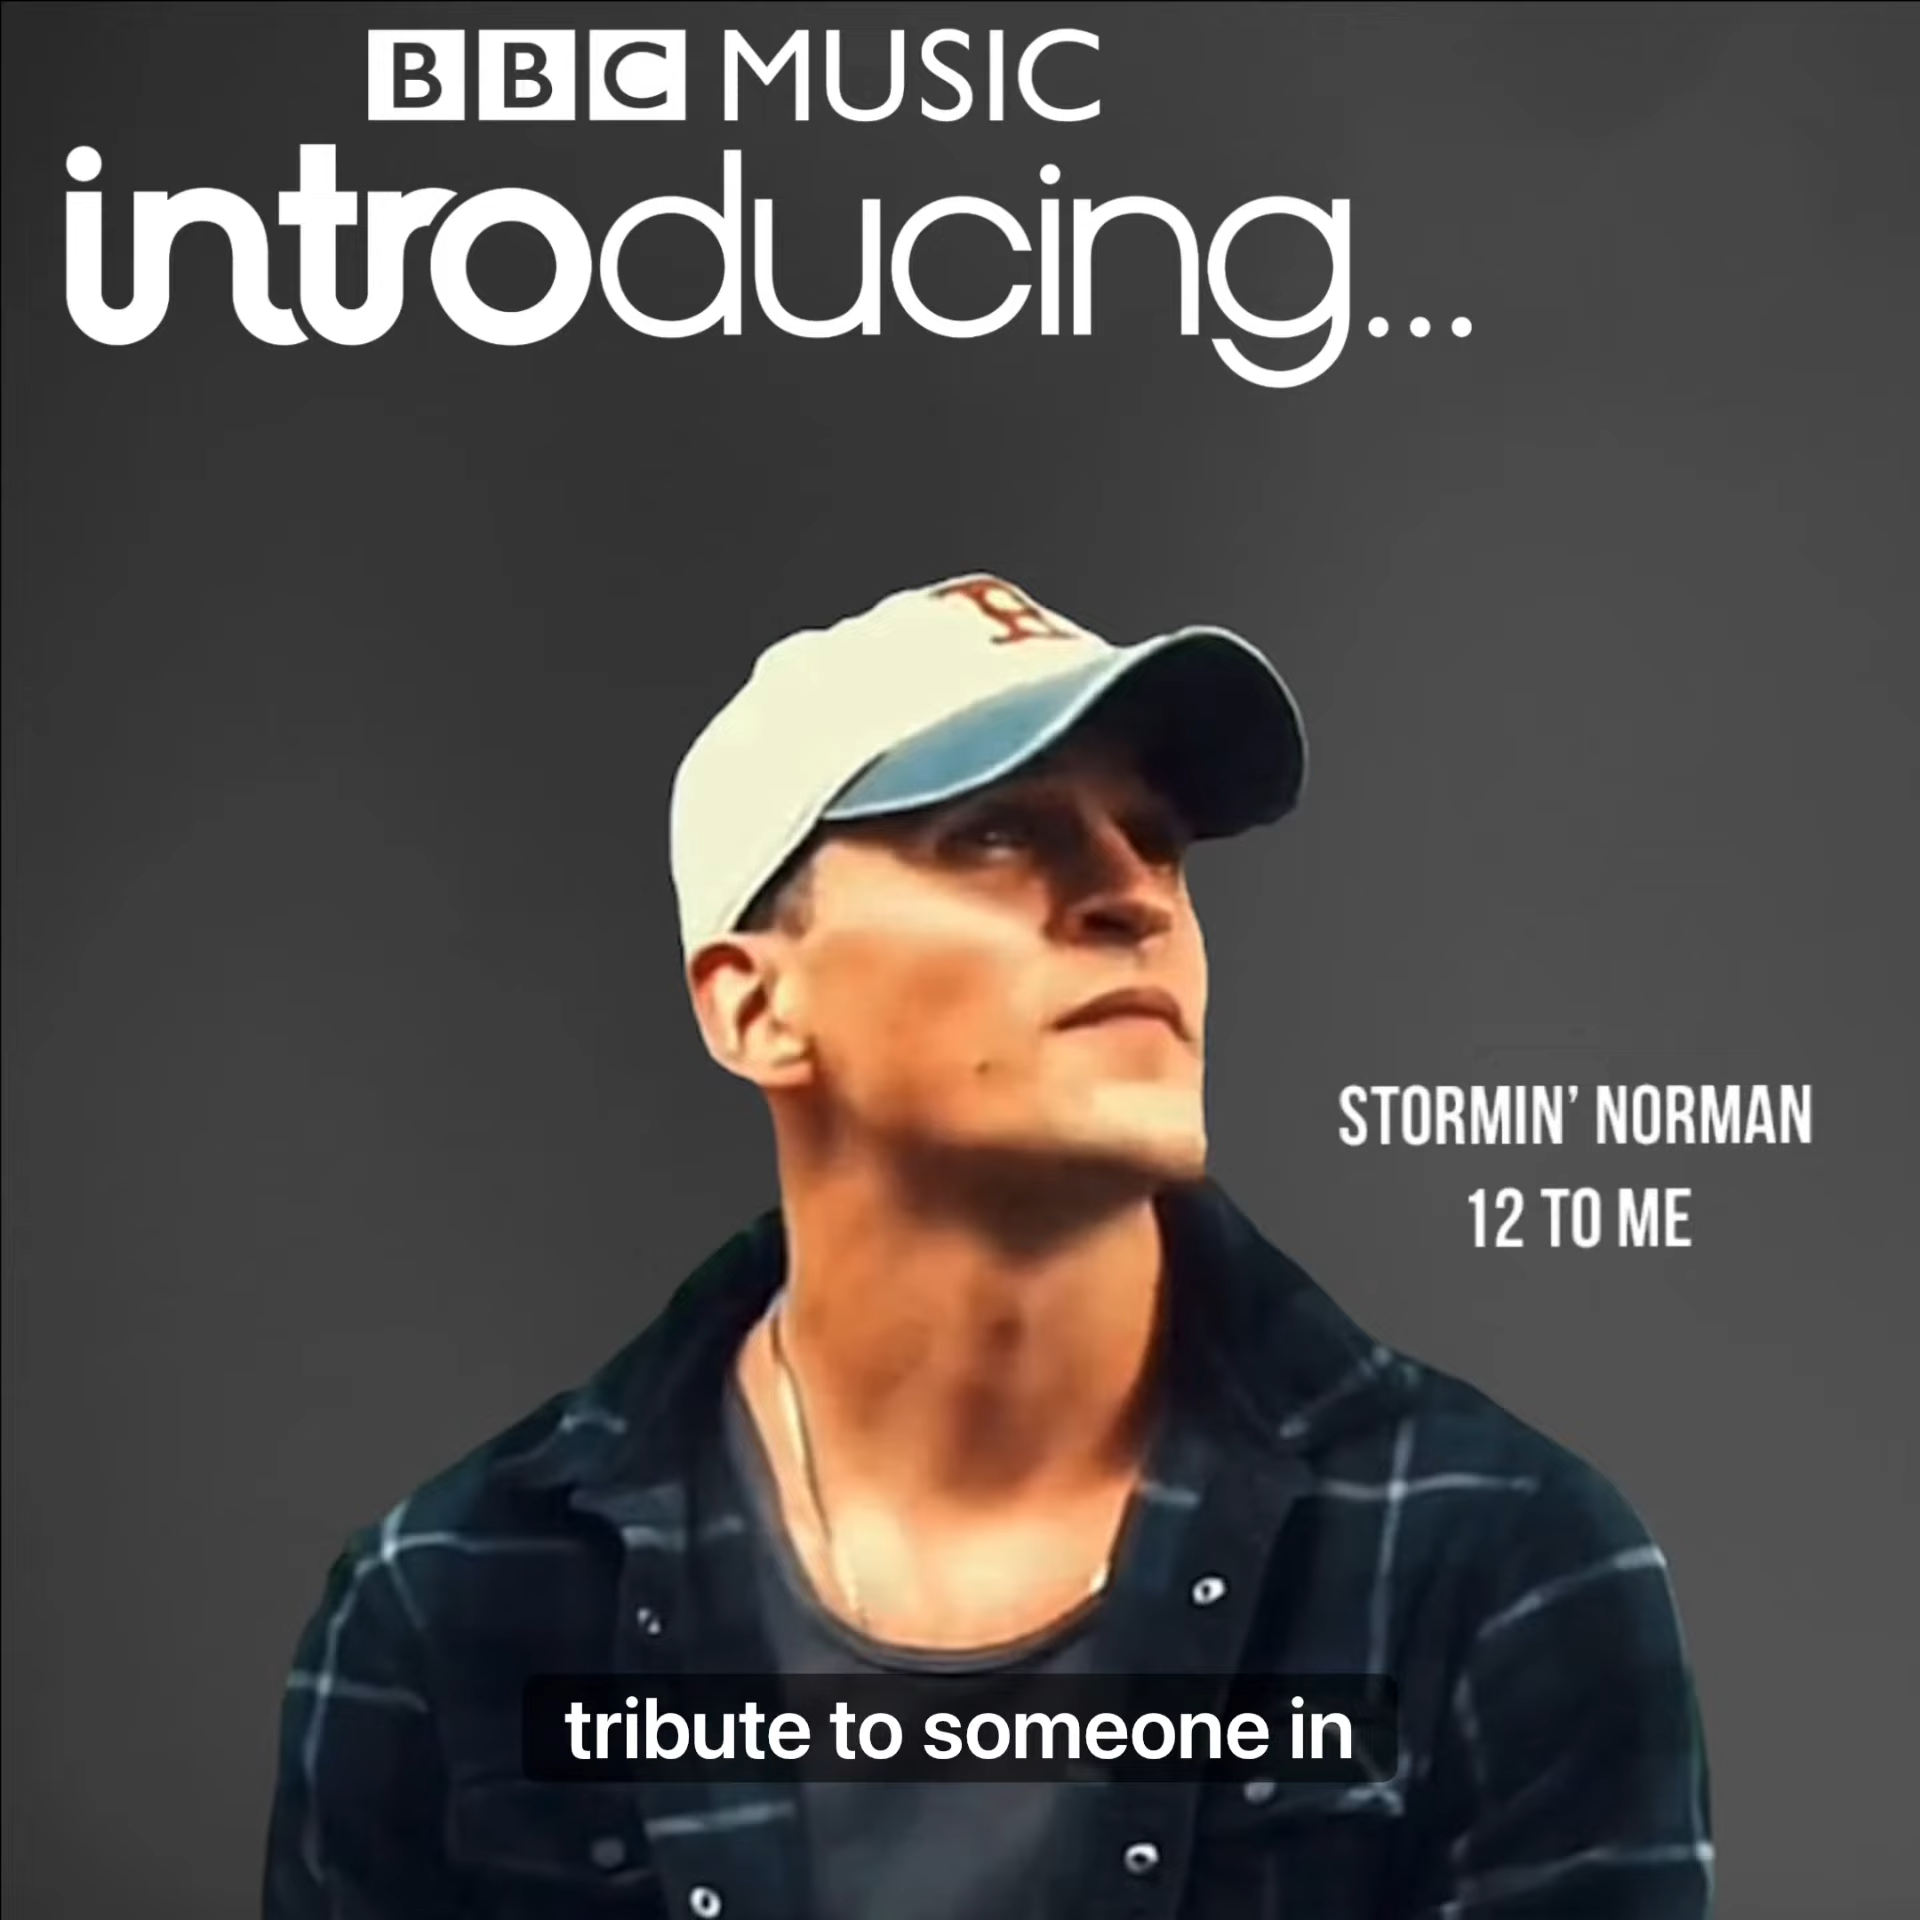 BBC MUSIC
introducing...
STORMIN' NORMAN
12 TO ME
tribute to someone in